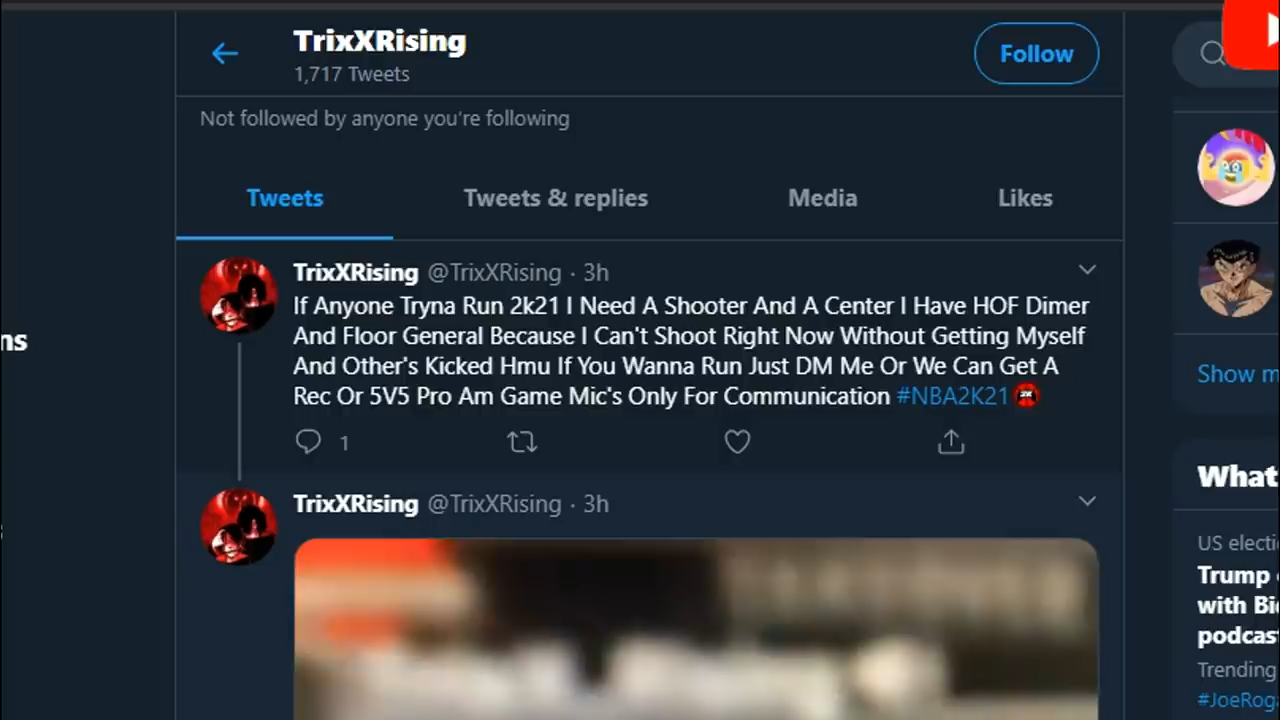 TrixXRising
1,717 Tweets
Follow
Not followed by anyone you're following
Tweets
Tweets & replies
Media
Likes
TrixXRising @TrixXRising · 3h
If Anyone Tryna Run 2k21 I Need A Shooter And A Center I Have HOF Dimer
And Floor General Because I Can't Shoot Right Now Without Getting Myself
And Other's Kicked Hmu If You Wanna Run Just DM Me Or We Can Get A
Rec Or 5V5 Pro Am Game Mic's Only For Communication #NBA2K21
1
TrixXRising @TrixXRising · 3h
ns
Show m
What
US electi
Trump
with Bi
podcas
Trending
#JoeRog